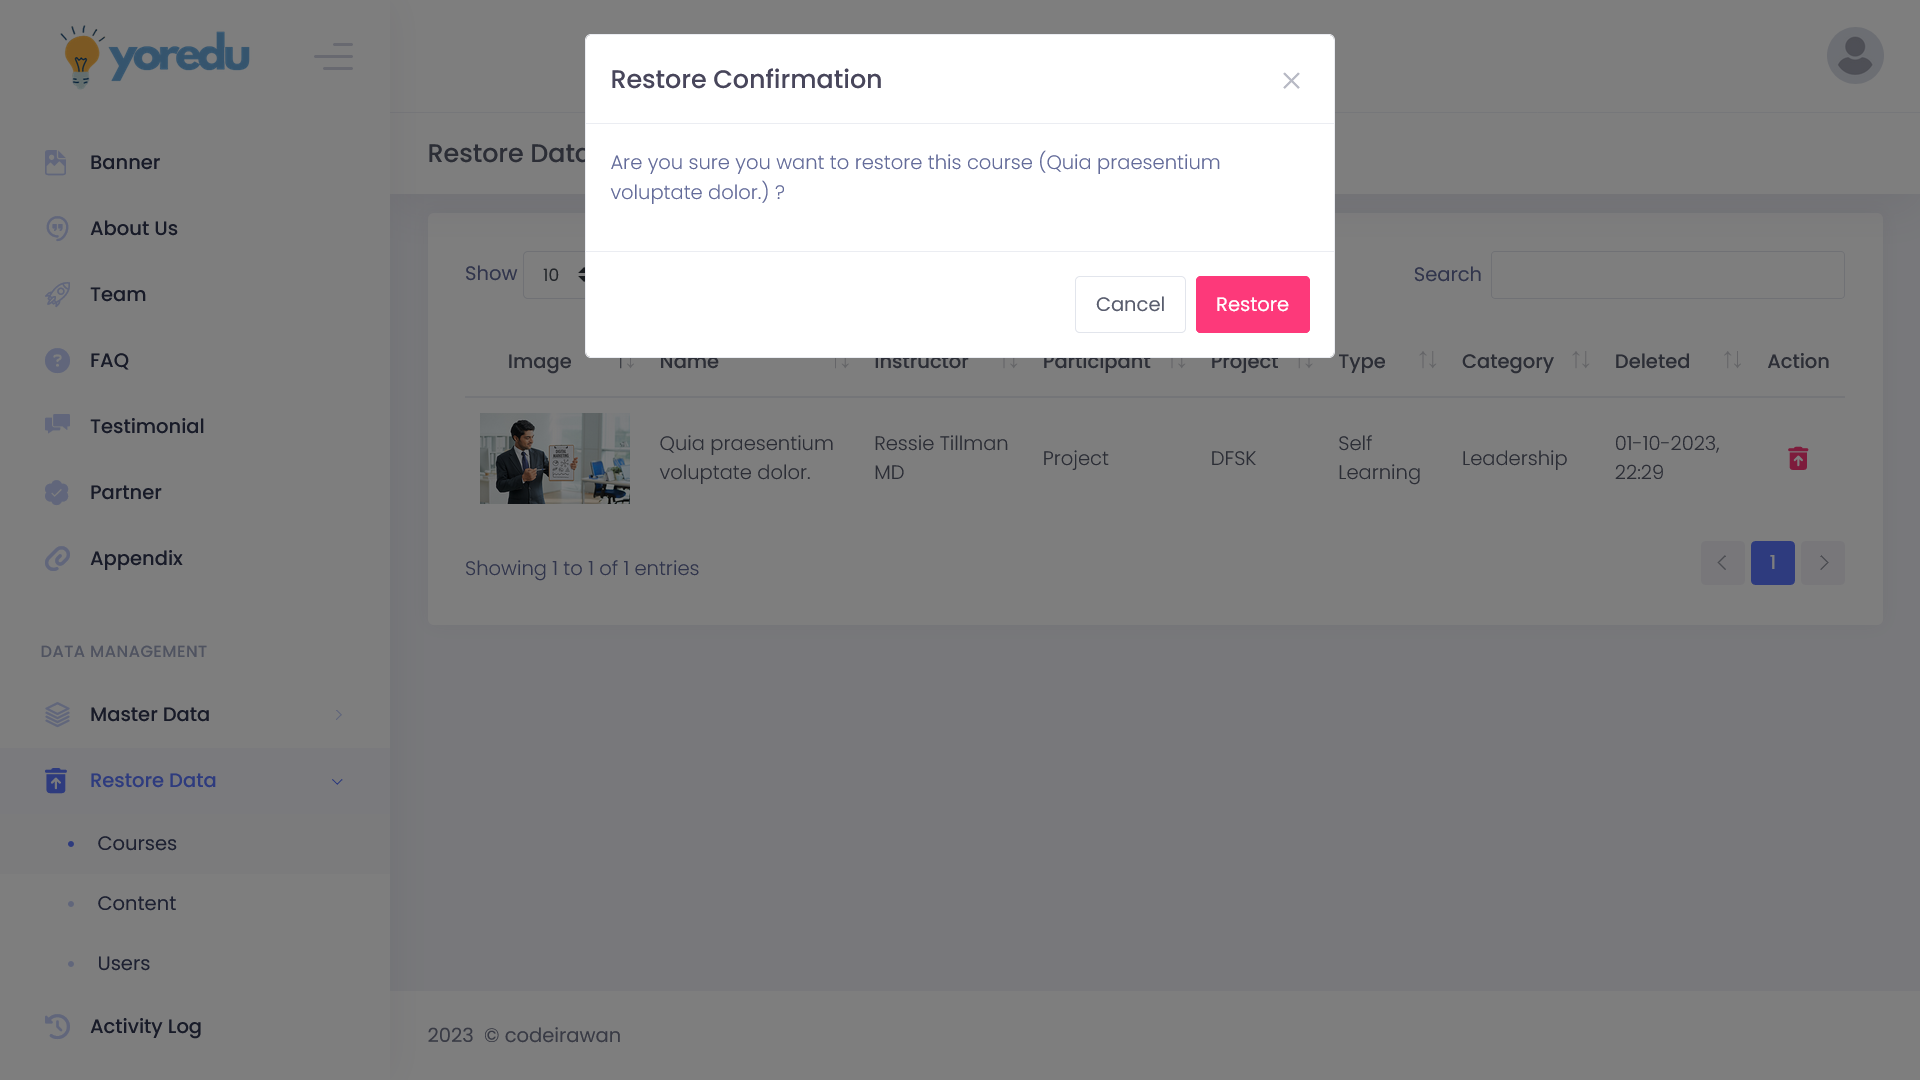 yoredu
Banner
About Us
Team
FAQ
Testimonial
Partner
Appendix
DATA MANAGEMENT
Master Data
Restore Data
Courses
Content
Users
Activity Log
Restore Data
Restore Confirmation
Are you sure you want to restore this course (Quia praesentium
voluptate dolor.) ?
Cancel Restore
Show 10
Search
Image Name Instructor Participant Project Type Category Deleted Action
Quia praesentium
voluptate dolor.
Ressie Tillman
MD
Project
DFSK
Self
Learning
Leadership
01-10-2023,
22:29
Showing 1 to 1 of 1 entries
1
2023 © codeirawan